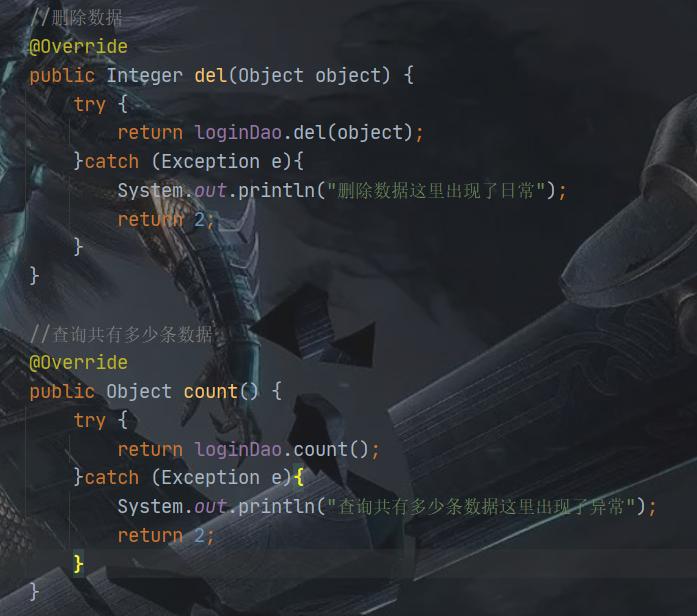 //删除数据
@Override
public Integer del(Object object) {
    try {
        return loginDao.del(object);
    }catch (Exception e){
        System.out.println("删除数据这里出现了日常");
        return 2;
    }
}
//查询共有多少条数据
@Override
public Object count() {
    try {
        return loginDao.count();
    }catch (Exception e){
        System.out.println("查询共有多少条数据这里出现了异常");
        return 2;
    }
}